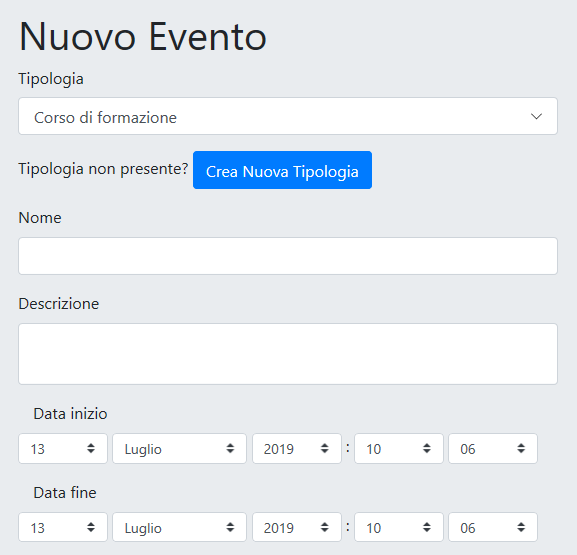 Nuovo Evento
Tipologia
Corso di formazione
Tipologia non presente? Crea Nuova Tipologia
Nome
Descrizione
Data inizio
13 Luglio 2019 : 10 06
Data fine
13 Luglio 2019 : 10 06